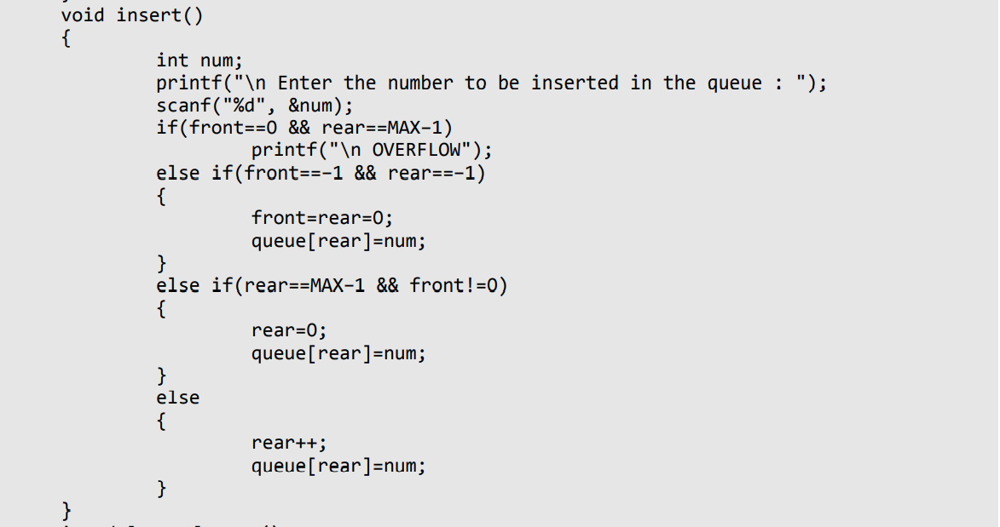 void insert()
{
int num;
printf("\n Enter the number to be inserted in the queue : ");
scanf("%d", &num);
if(front==0 && rear==MAX-1)
printf("\n OVERFLOW");
else if(front==-1 && rear==-1)
{
front=rear=0;
queue[rear]=num;
}
else if(rear==MAX-1 && front!=0)
{
rear=0;
queue[rear]=num;
}
else
{
rear++;
queue[rear]=num;
}
}